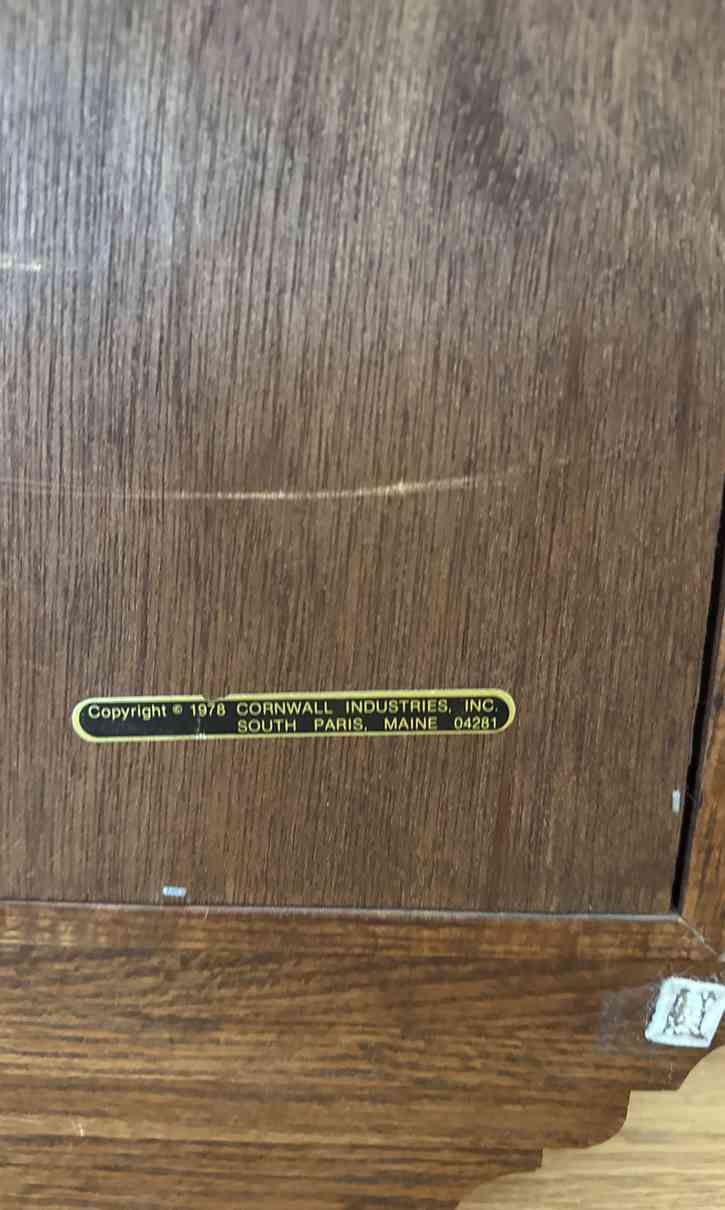 Copyright © 1978 CORNWALL INDUSTRIES, INC.
SOUTH PARIS, MAINE 04281